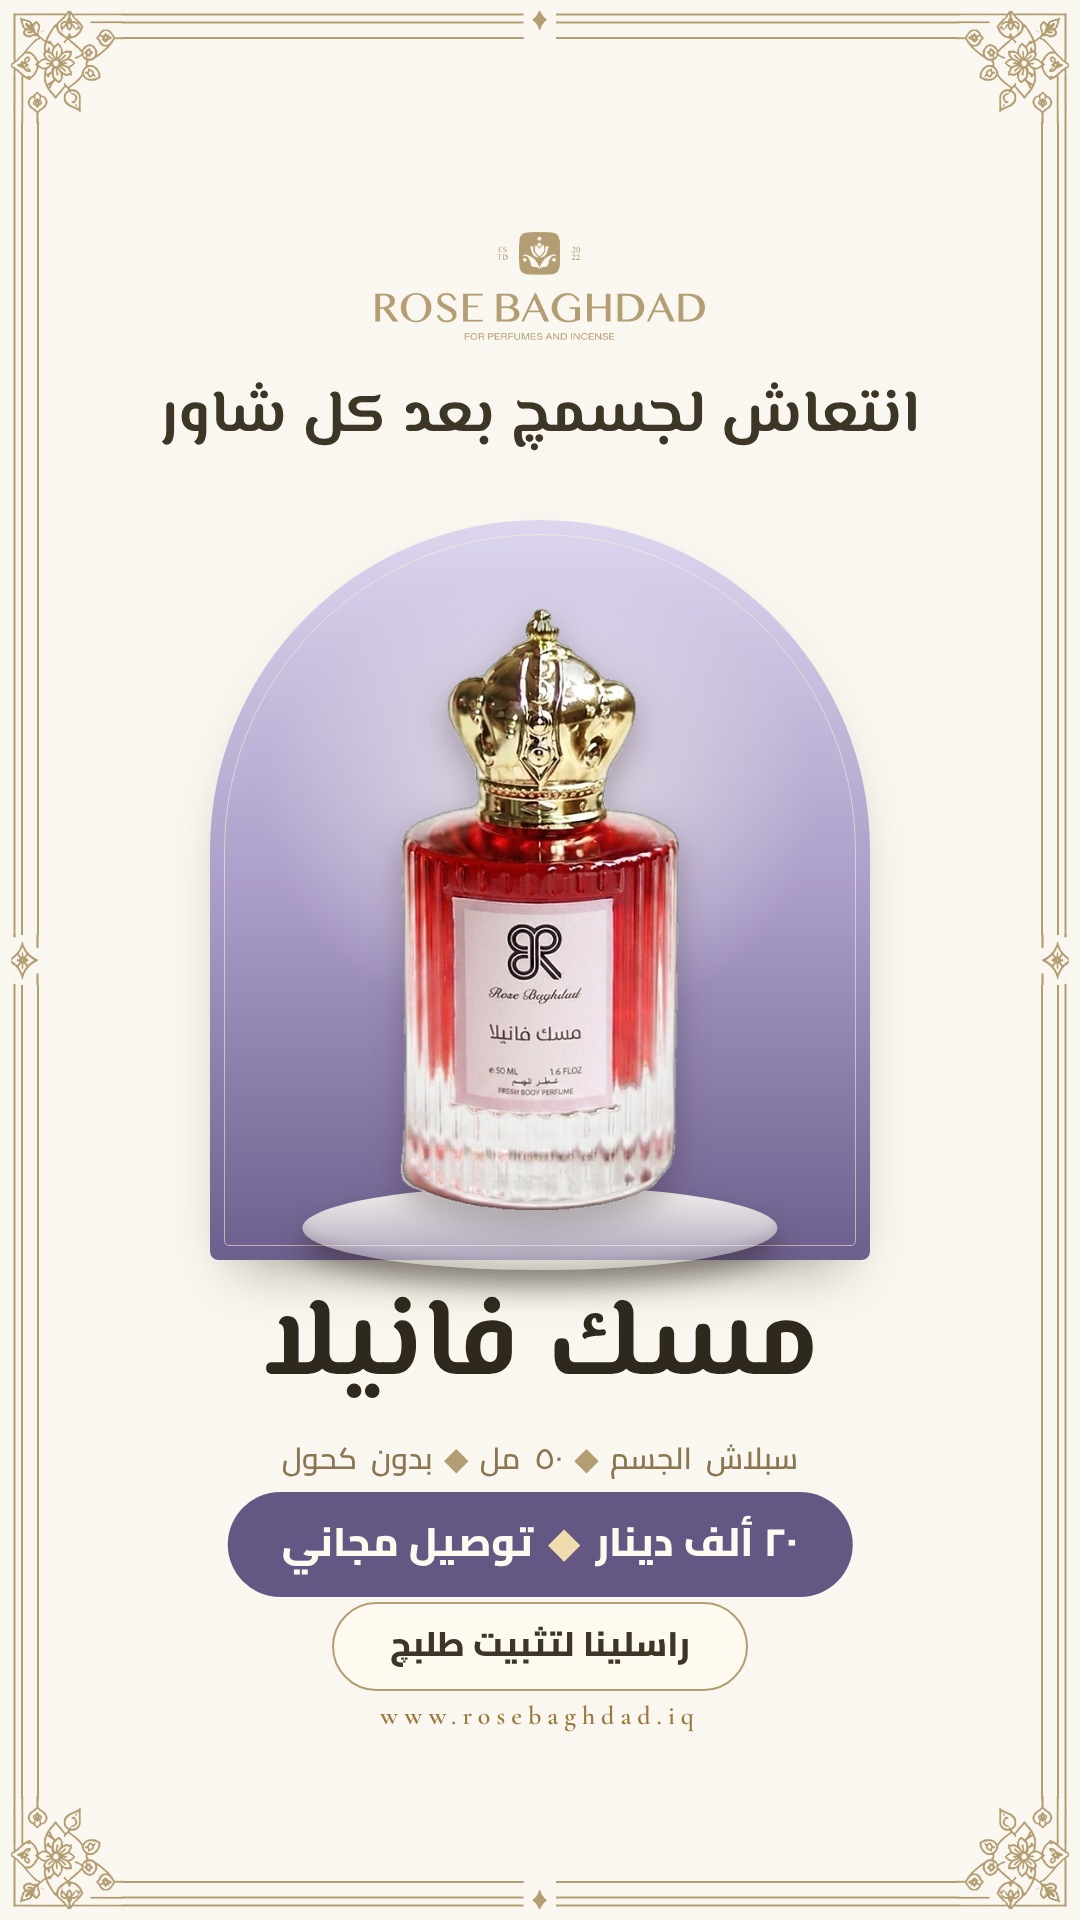 ES TD 20 22
ROSE BAGHDAD
FOR PERFUMES AND INCENSE
انتعاش لجسمچ بعد كل شاور
BR
Rose Baghdad
مسك فانيلا
e 50 ML 1.6 FLOZ
عطر للجسم
FRESH BODY PERFUME
مسك فانيلا
سبلاش الجسم ◆ ٥٠ مل ◆ بدون كحول
٢٠ ألف دينار ◆ توصيل مجاني
راسلينا لتثبيت طلبچ
www.rosebaghdad.iq